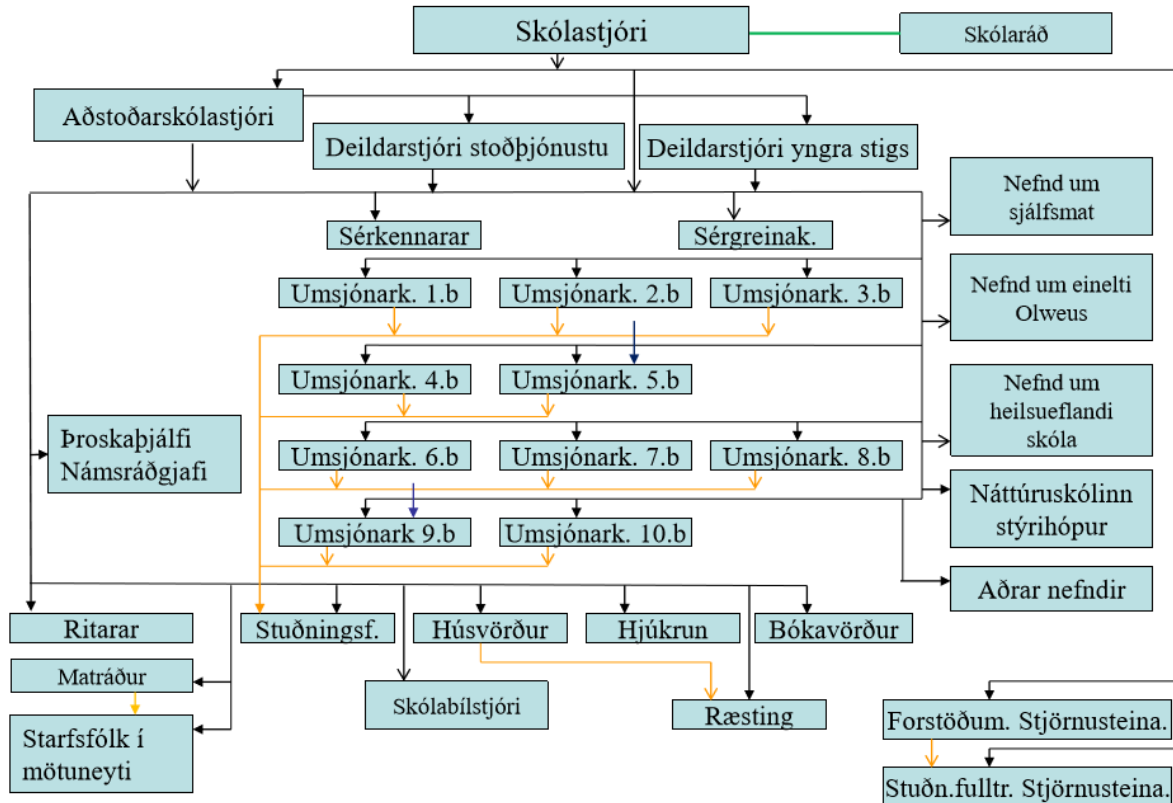 Skólastjóri
Skólaráð
Aðstoðarskólastjóri
Deildarstjóri stoðþjónustu
Deildarstjóri yngra stigs
Nefnd um
sjálfsmat
Sérkennarar
Sérgreinak.
Umsjónark. 1.b
Umsjónark. 2.b
Umsjónark. 3.b
Nefnd um einelti
Olweus
Umsjónark. 4.b
Umsjónark. 5.b
Nefnd um
heilsueflandi
skóla
Þroskaþjálfi
Námsráðgjafi
Umsjónark. 6.b
Umsjónark. 7.b
Umsjónark. 8.b
Náttúruskólinn
stýrihópur
Umsjónark 9.b
Umsjónark. 10.b
Aðrar nefndir
Ritarar
Stuðningsf.
Húsvörður
Hjúkrun
Bókavörður
Matráður
Skólabílstjóri
Ræsting
Forstöðum. Stjörnusteina.
Starfsfólk í
mötuneyti
Stuðn.fulltr. Stjörnusteina.